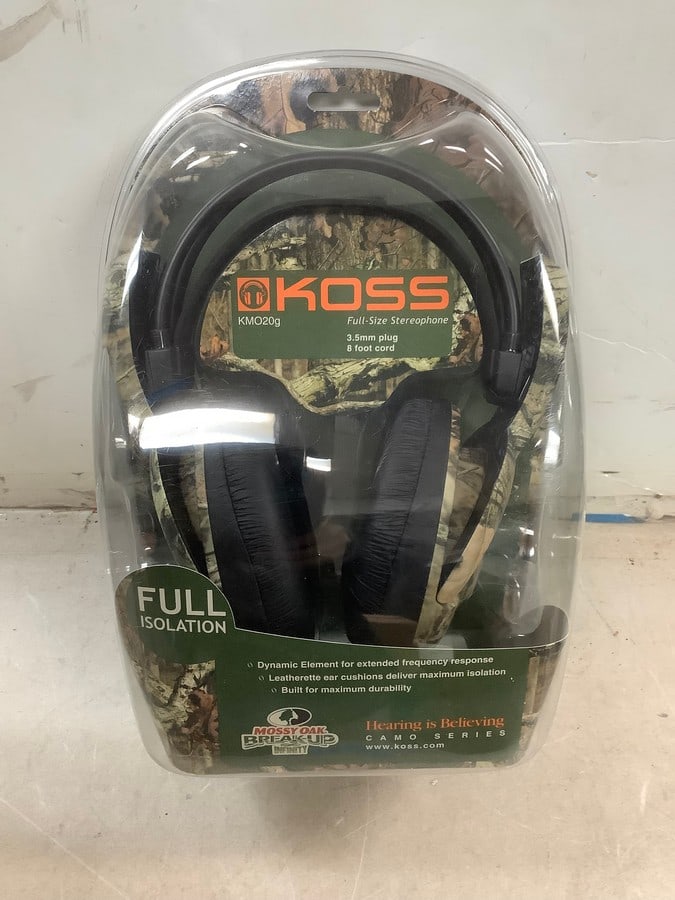 KOSS
KMO20g
Full-Size Stereophone
3.5mm plug
8 foot cord
FULL
ISOLATION
Dynamic Element for extended frequency response
Leatherette ear cushions deliver maximum isolation
Built for maximum durability
MOSSY OAK
BREAK-UP
INFINITY
Hearing is Believing
CAMO SERIES
www.koss.com